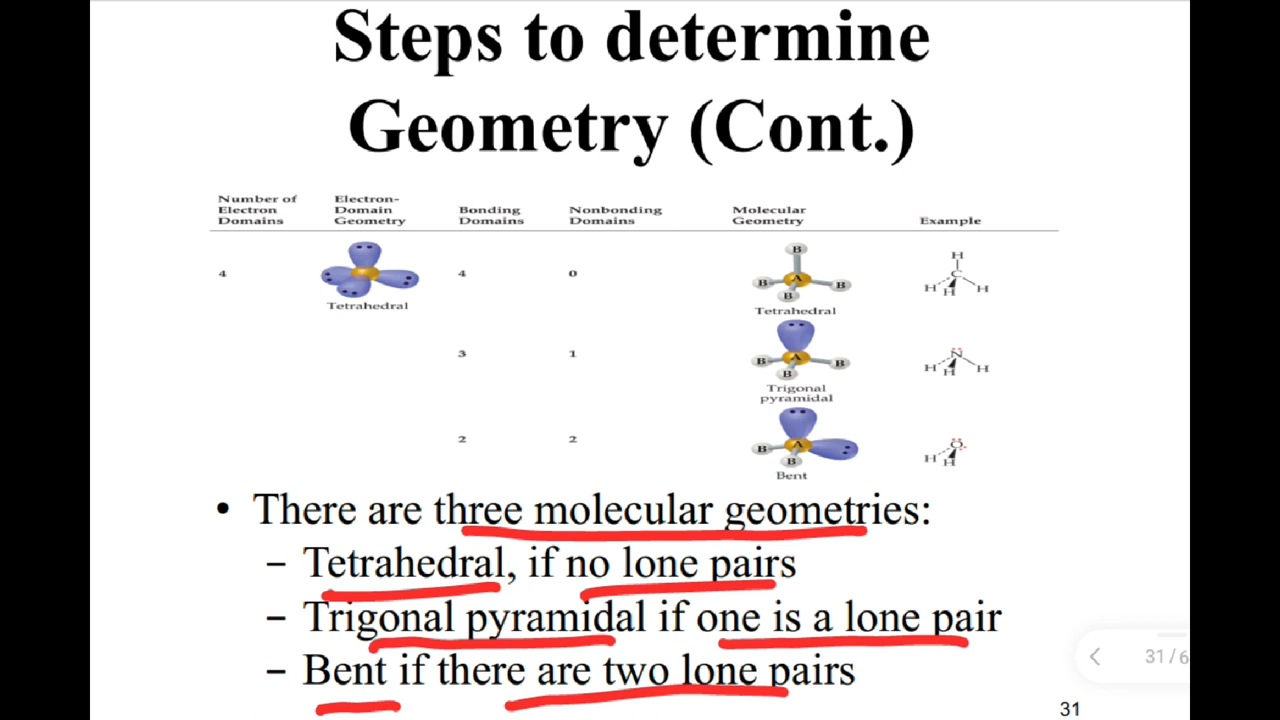 Steps to determine
Geometry (Cont.)
Number of Electron Domains Electron-Domain Geometry Bonding Domains Nonbonding Domains Molecular Geometry Example
4 4 0
Tetrahedral
B
A
B B
B
Tetrahedral
H
C
H H H
3 1
A
B B
B
Trigonal
pyramidal
N
H H H
2 2
A
B
B
Bent
O
H H
• There are three molecular geometries:
– Tetrahedral, if no lone pairs
– Trigonal pyramidal if one is a lone pair
– Bent if there are two lone pairs
31/6
31